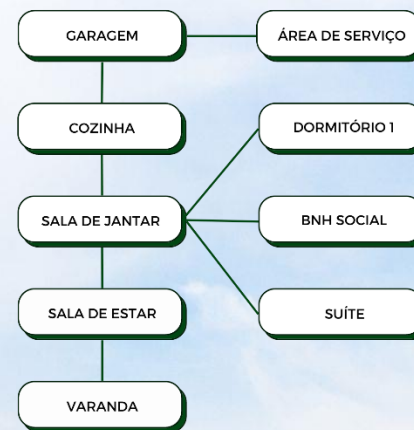 GARAGEM
ÁREA DE SERVIÇO
COZINHA
DORMITÓRIO 1
SALA DE JANTAR
BNH SOCIAL
SALA DE ESTAR
SUÍTE
VARANDA